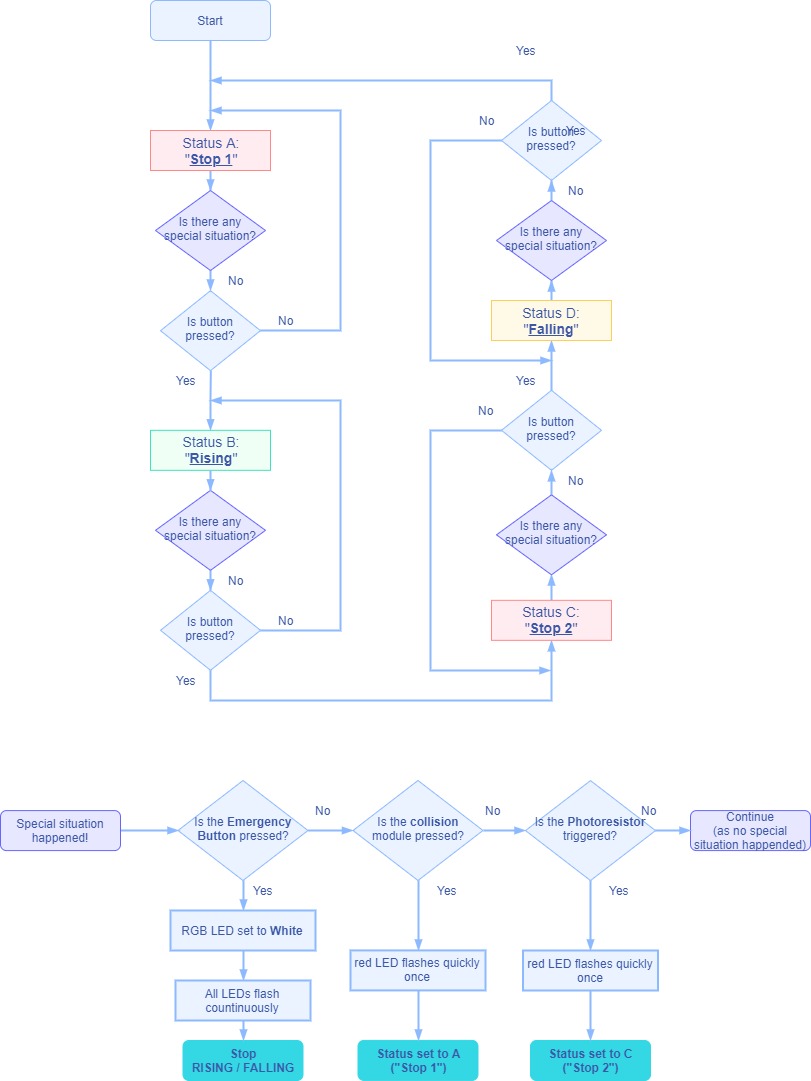 Start
Status A:
"Stop 1"
Is there any
special situation?
No
Is button
pressed?
No
Yes
Status B:
"Rising"
Is there any
special situation?
No
Is button
pressed?
No
Yes
Status C:
"Stop 2"
Is there any
special situation?
No
Is button
pressed?
No
Yes
Status D:
"Falling"
Is there any
special situation?
No
Is button
pressed?
Yes
No
Yes
Special situation
happened!
Is the Emergency
Button pressed?
No
Is the collision
module pressed?
No
Is the Photoresistor
triggered?
No
Continue
(as no special
situation happended)
Yes
RGB LED set to White
All LEDs flash
countinuously
Stop
RISING / FALLING
Yes
red LED flashes quickly
once
Status set to A
("Stop 1")
Yes
red LED flashes quickly
once
Status set to C
("Stop 2")